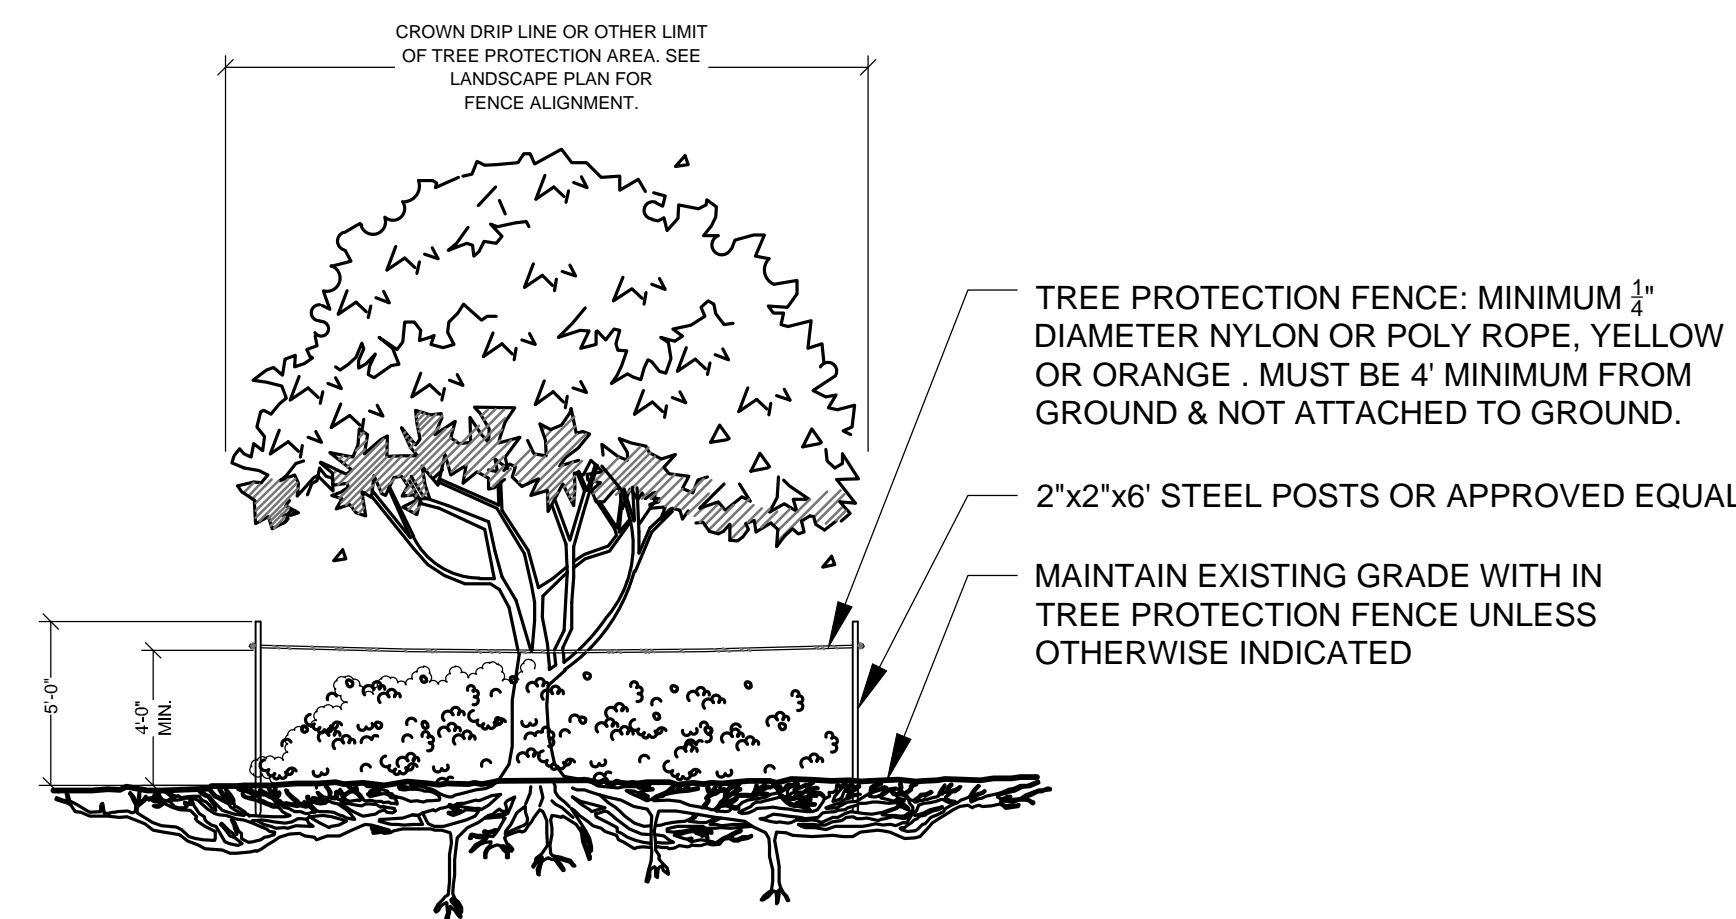 CROWN DRIP LINE OR OTHER LIMIT
OF TREE PROTECTION AREA. SEE
LANDSCAPE PLAN FOR
FENCE ALIGNMENT.
TREE PROTECTION FENCE: MINIMUM 1/4"
DIAMETER NYLON OR POLY ROPE, YELLOW
OR ORANGE . MUST BE 4' MINIMUM FROM
GROUND & NOT ATTACHED TO GROUND.
2"x2"x6' STEEL POSTS OR APPROVED EQUAL
MAINTAIN EXISTING GRADE WITH IN
TREE PROTECTION FENCE UNLESS
OTHERWISE INDICATED
5'-0"
4'-0"
MIN.